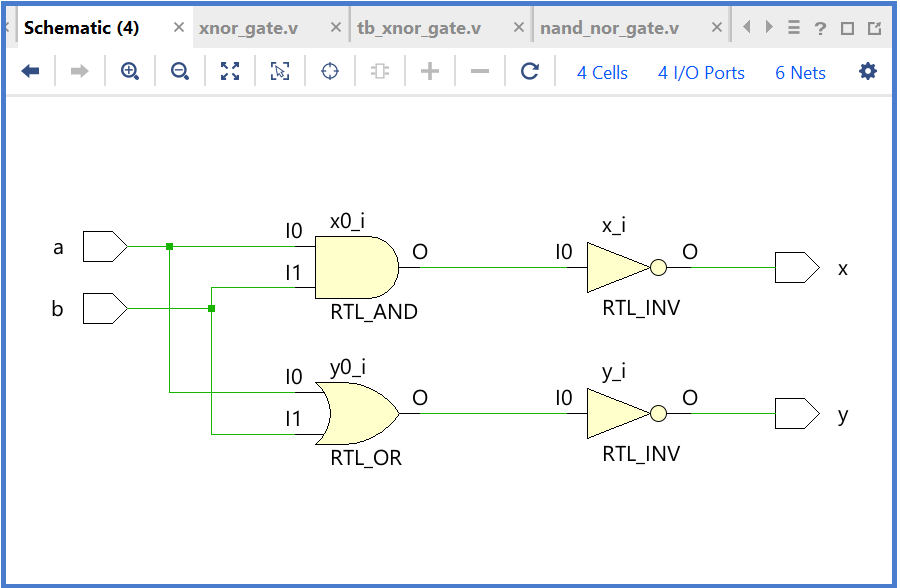 Schematic (4)
xnor_gate.v
tb_xnor_gate.v
nand_nor_gate.v
4 Cells
4 I/O Ports
6 Nets
a
b
I0
I1
x0_i
O
RTL_AND
I0
x_i
O
RTL_INV
x
I0
I1
y0_i
O
RTL_OR
I0
y_i
O
RTL_INV
y